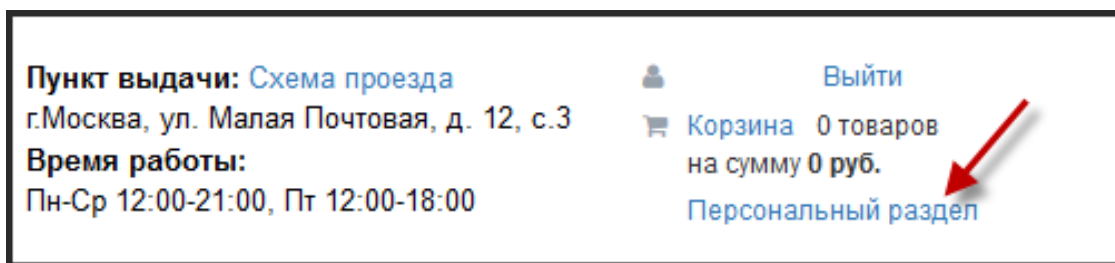 Пункт выдачи: Схема проезда
г.Москва, ул. Малая Почтовая, д. 12, с.3
Время работы:
Пн-Ср 12:00-21:00, Пт 12:00-18:00
Выйти
Корзина 0 товаров
на сумму 0 руб.
Персональный раздел